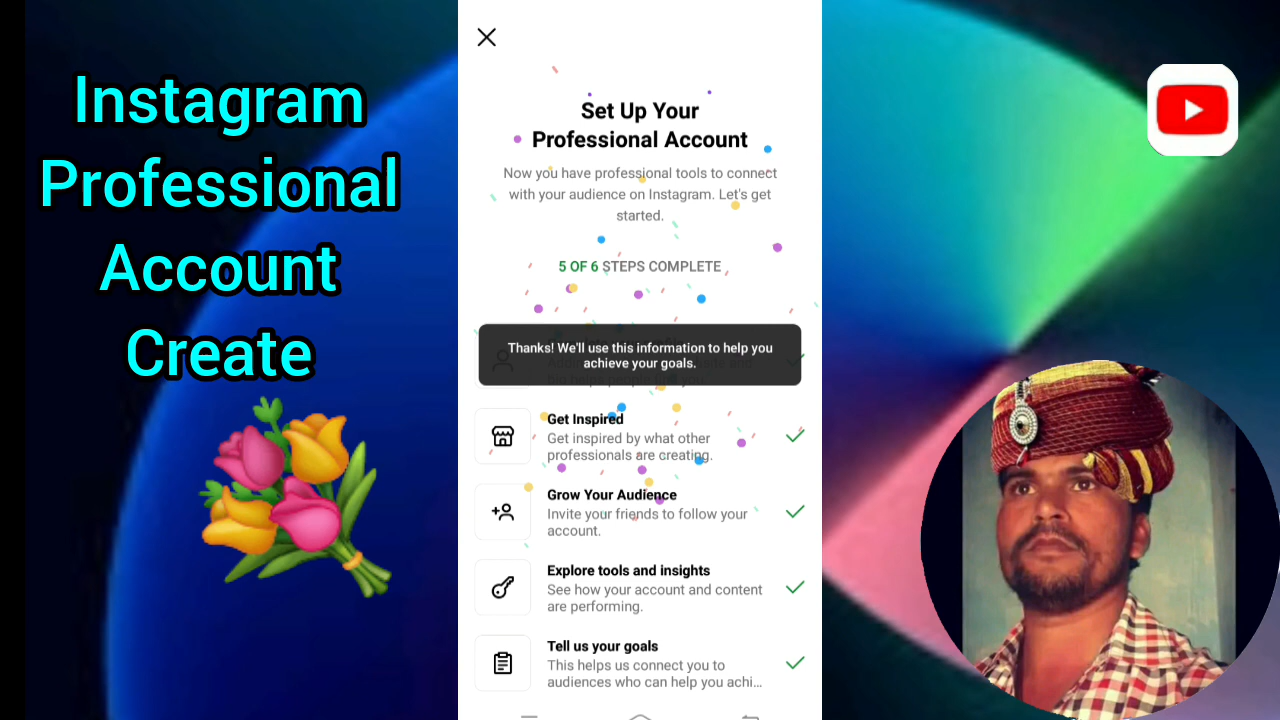 Instagram
Professional
Account
Create
Set Up Your
Professional Account
Now you have professional tools to connect
with your audience on Instagram. Let's get
started.
5 OF 6 STEPS COMPLETE
Thanks! We'll use this information to help you
achieve your goals.
Get Inspired
Get inspired by what other
professionals are creating.
Grow Your Audience
Invite your friends to follow your
account.
Explore tools and insights
See how your account and content
are performing.
Tell us your goals
This helps us connect you to
audiences who can help you achi...